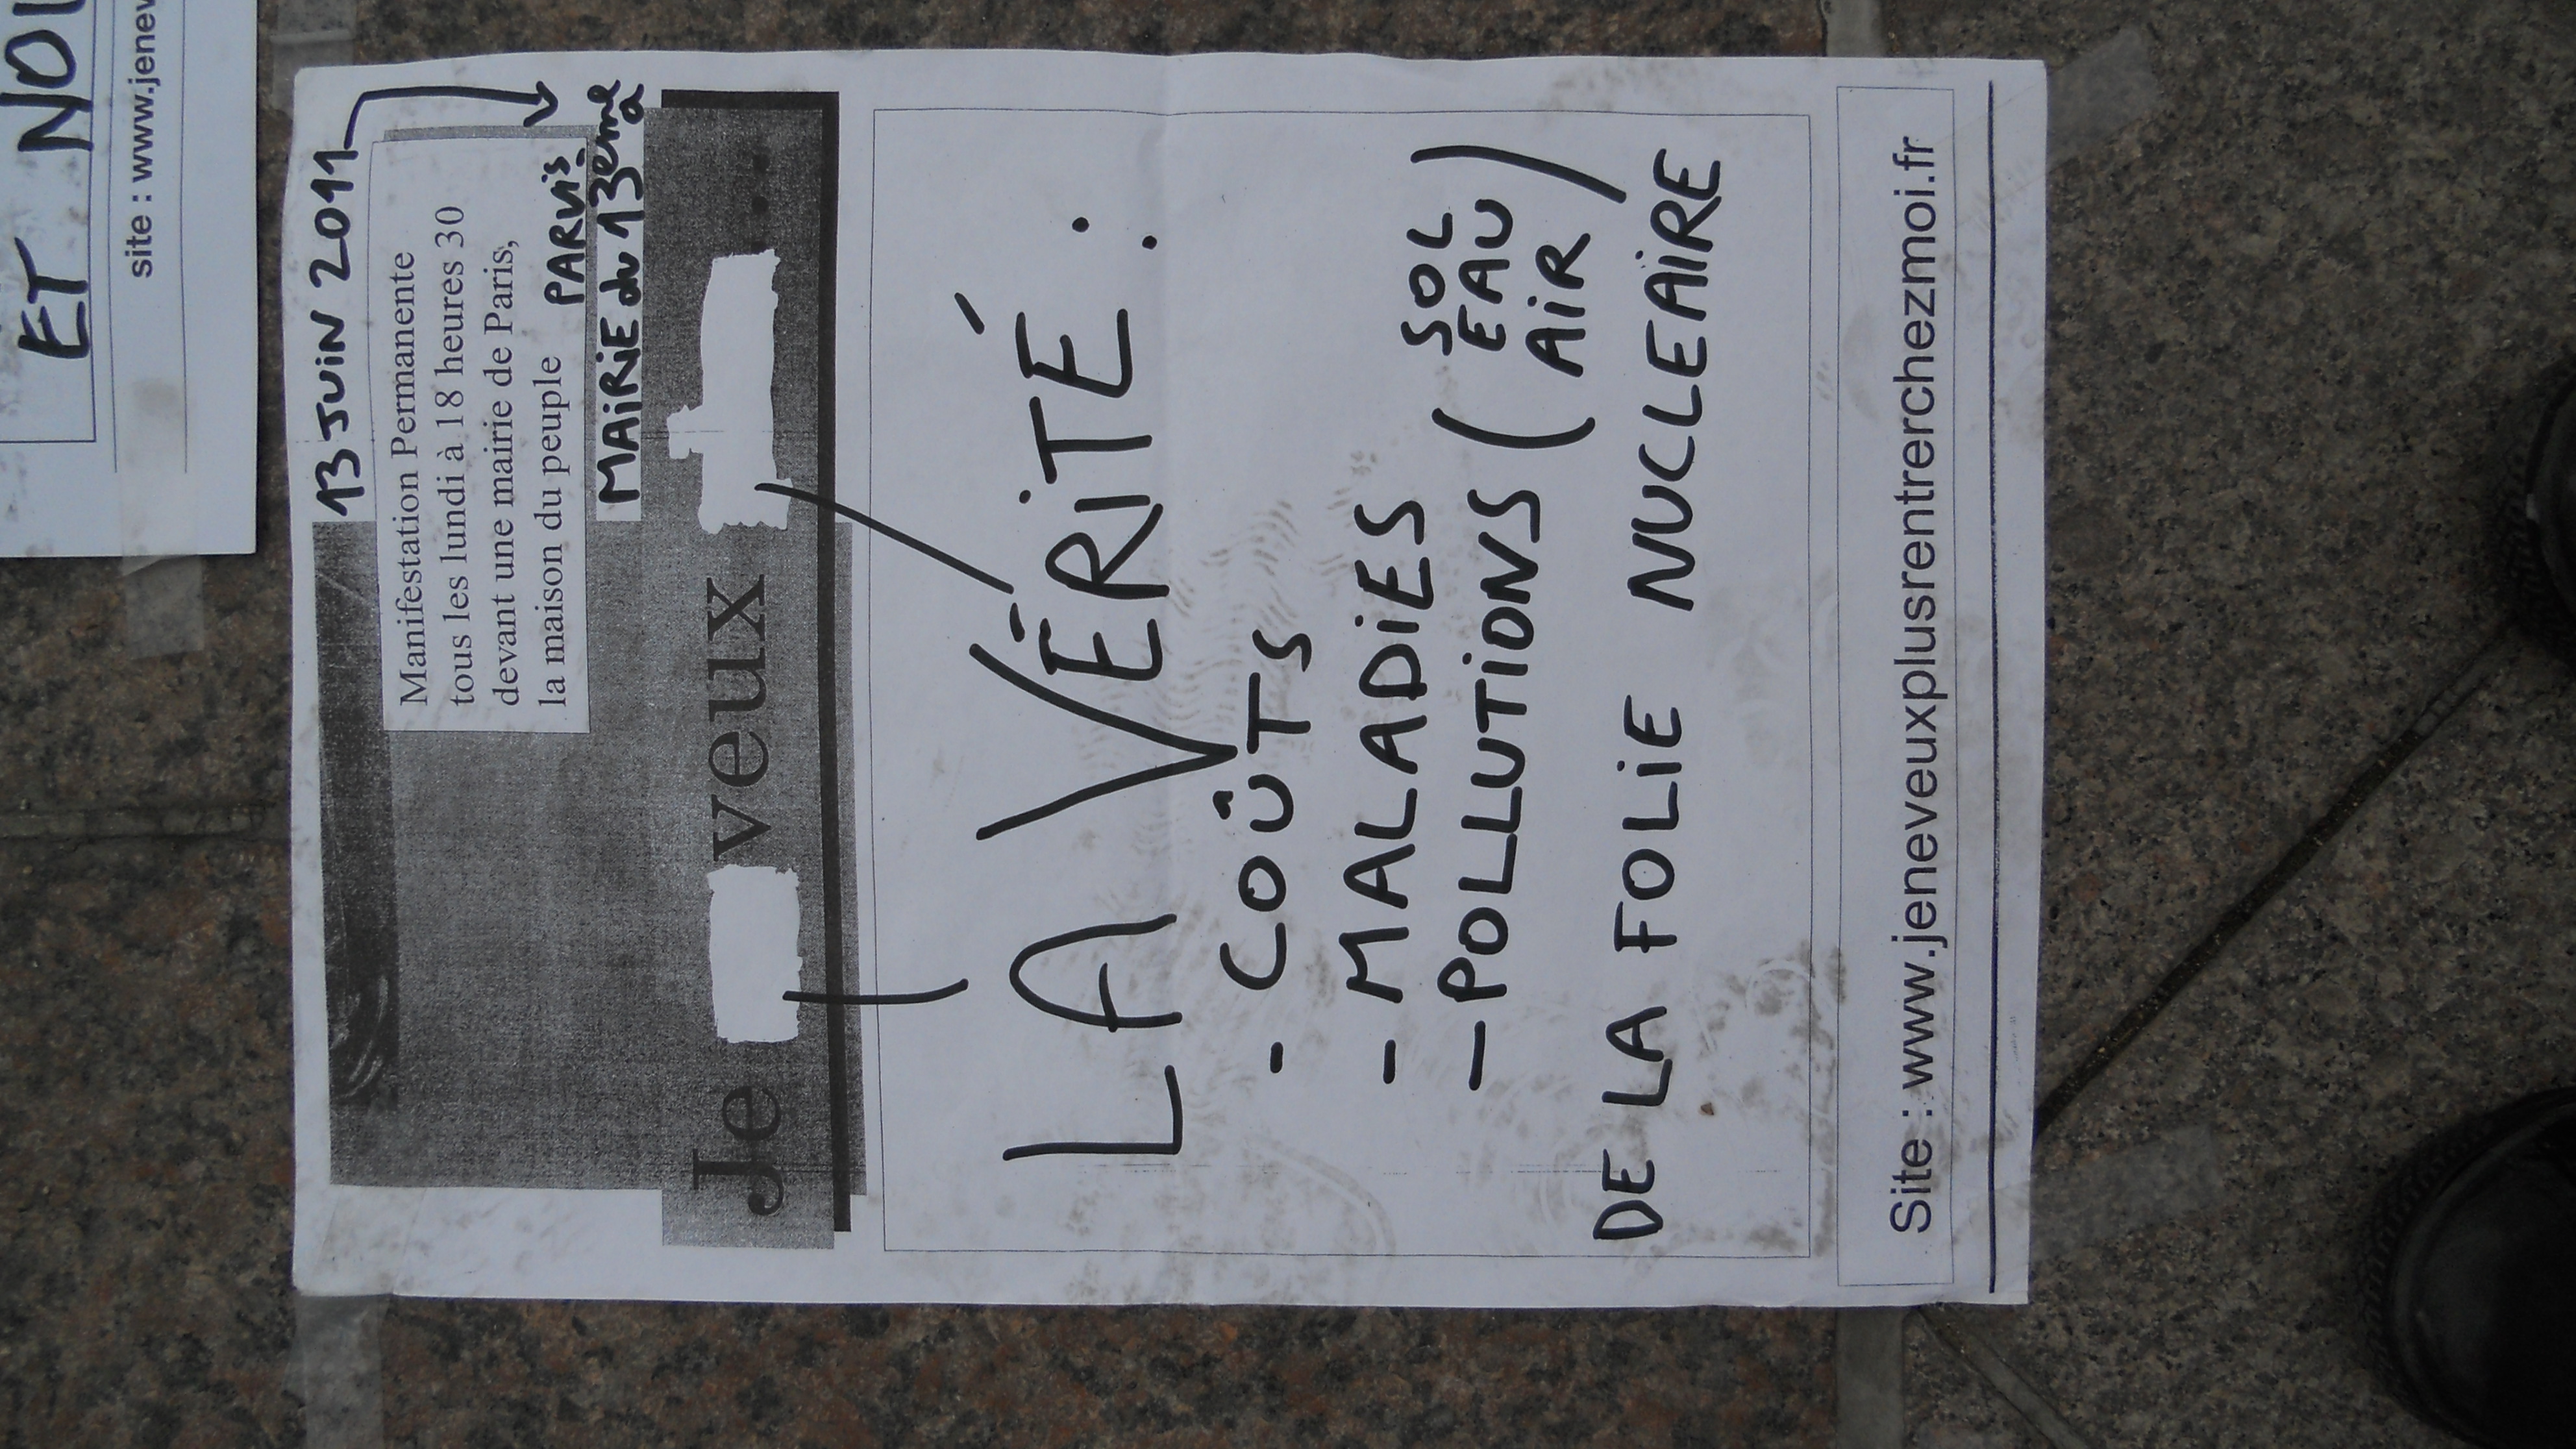 13 JUIN 2011
Manifestation Permanente
tous les lundi à 18 heures 30
devant une mairie de Paris,
la maison du peuple
PARVIS
MAIRIE du 13ème
Je veux ...
LA VÉRITÉ :
- COÛTS
- MALADIES
- POLLUTIONS ( SOL
EAU
AIR )
DE LA FOLIE NUCLEAIRE
Site : www.jeneveuxplusrentrerchezmoi.fr
ET
site : www.jenev